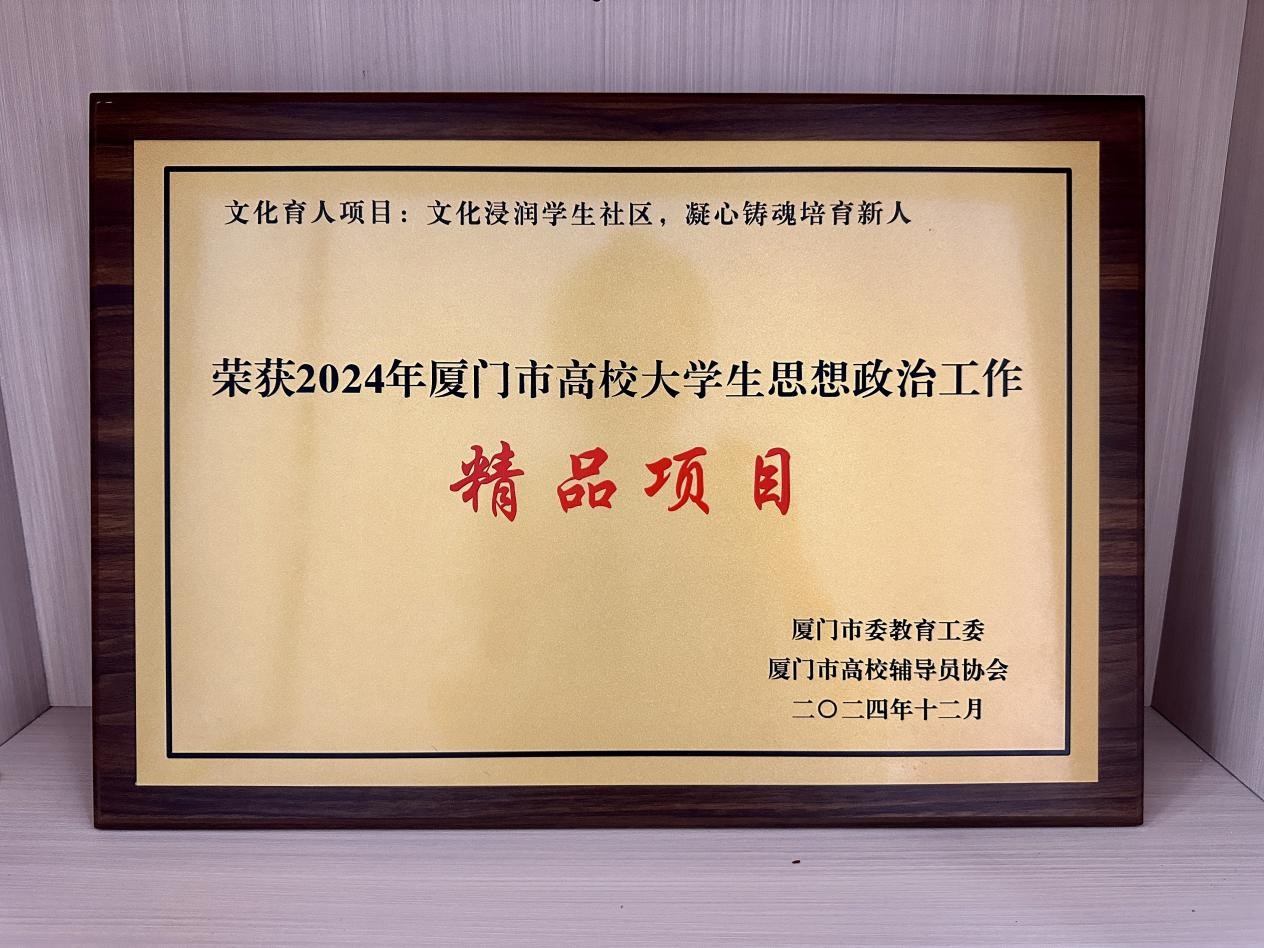 文化育人项目：文化浸润学生社区，凝心铸魂培育新人
荣获2024年厦门市高校大学生思想政治工作
精品项目
厦门市委教育工委
厦门市高校辅导员协会
二〇二四年十二月